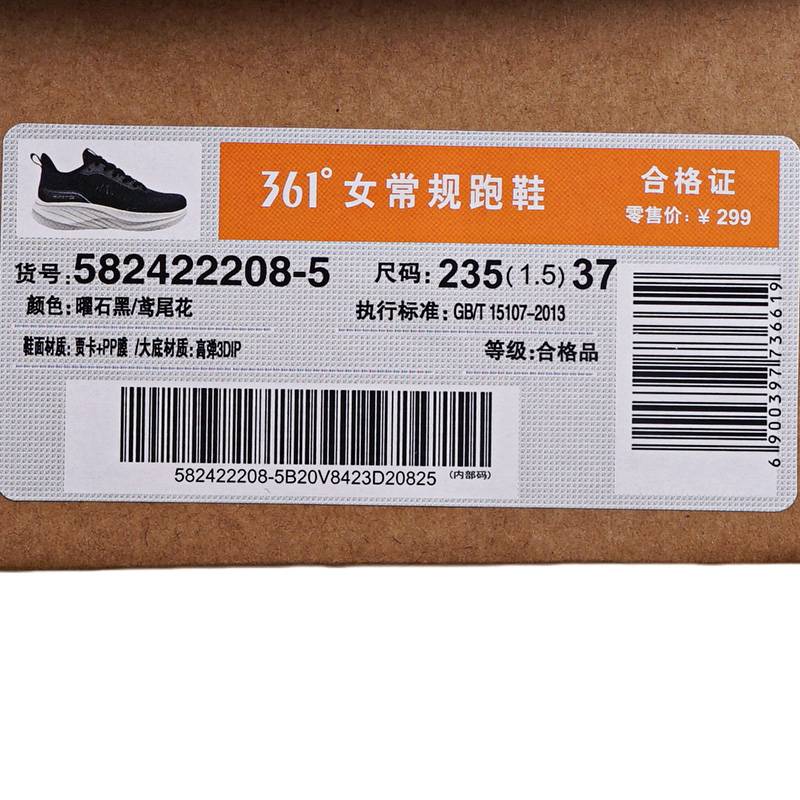 361° 女常规跑鞋
合格证
零售价: ¥ 299
货号:582422208-5 尺码:235(1.5)37
颜色:曜石黑/鸢尾花 执行标准:GB/T 15107-2013
鞋面材质:贾卡+PP膜 /大底材质:高弹3DIP 等级:合格品
582422208-5B20V8423D20825 (内部码)
6900397736619